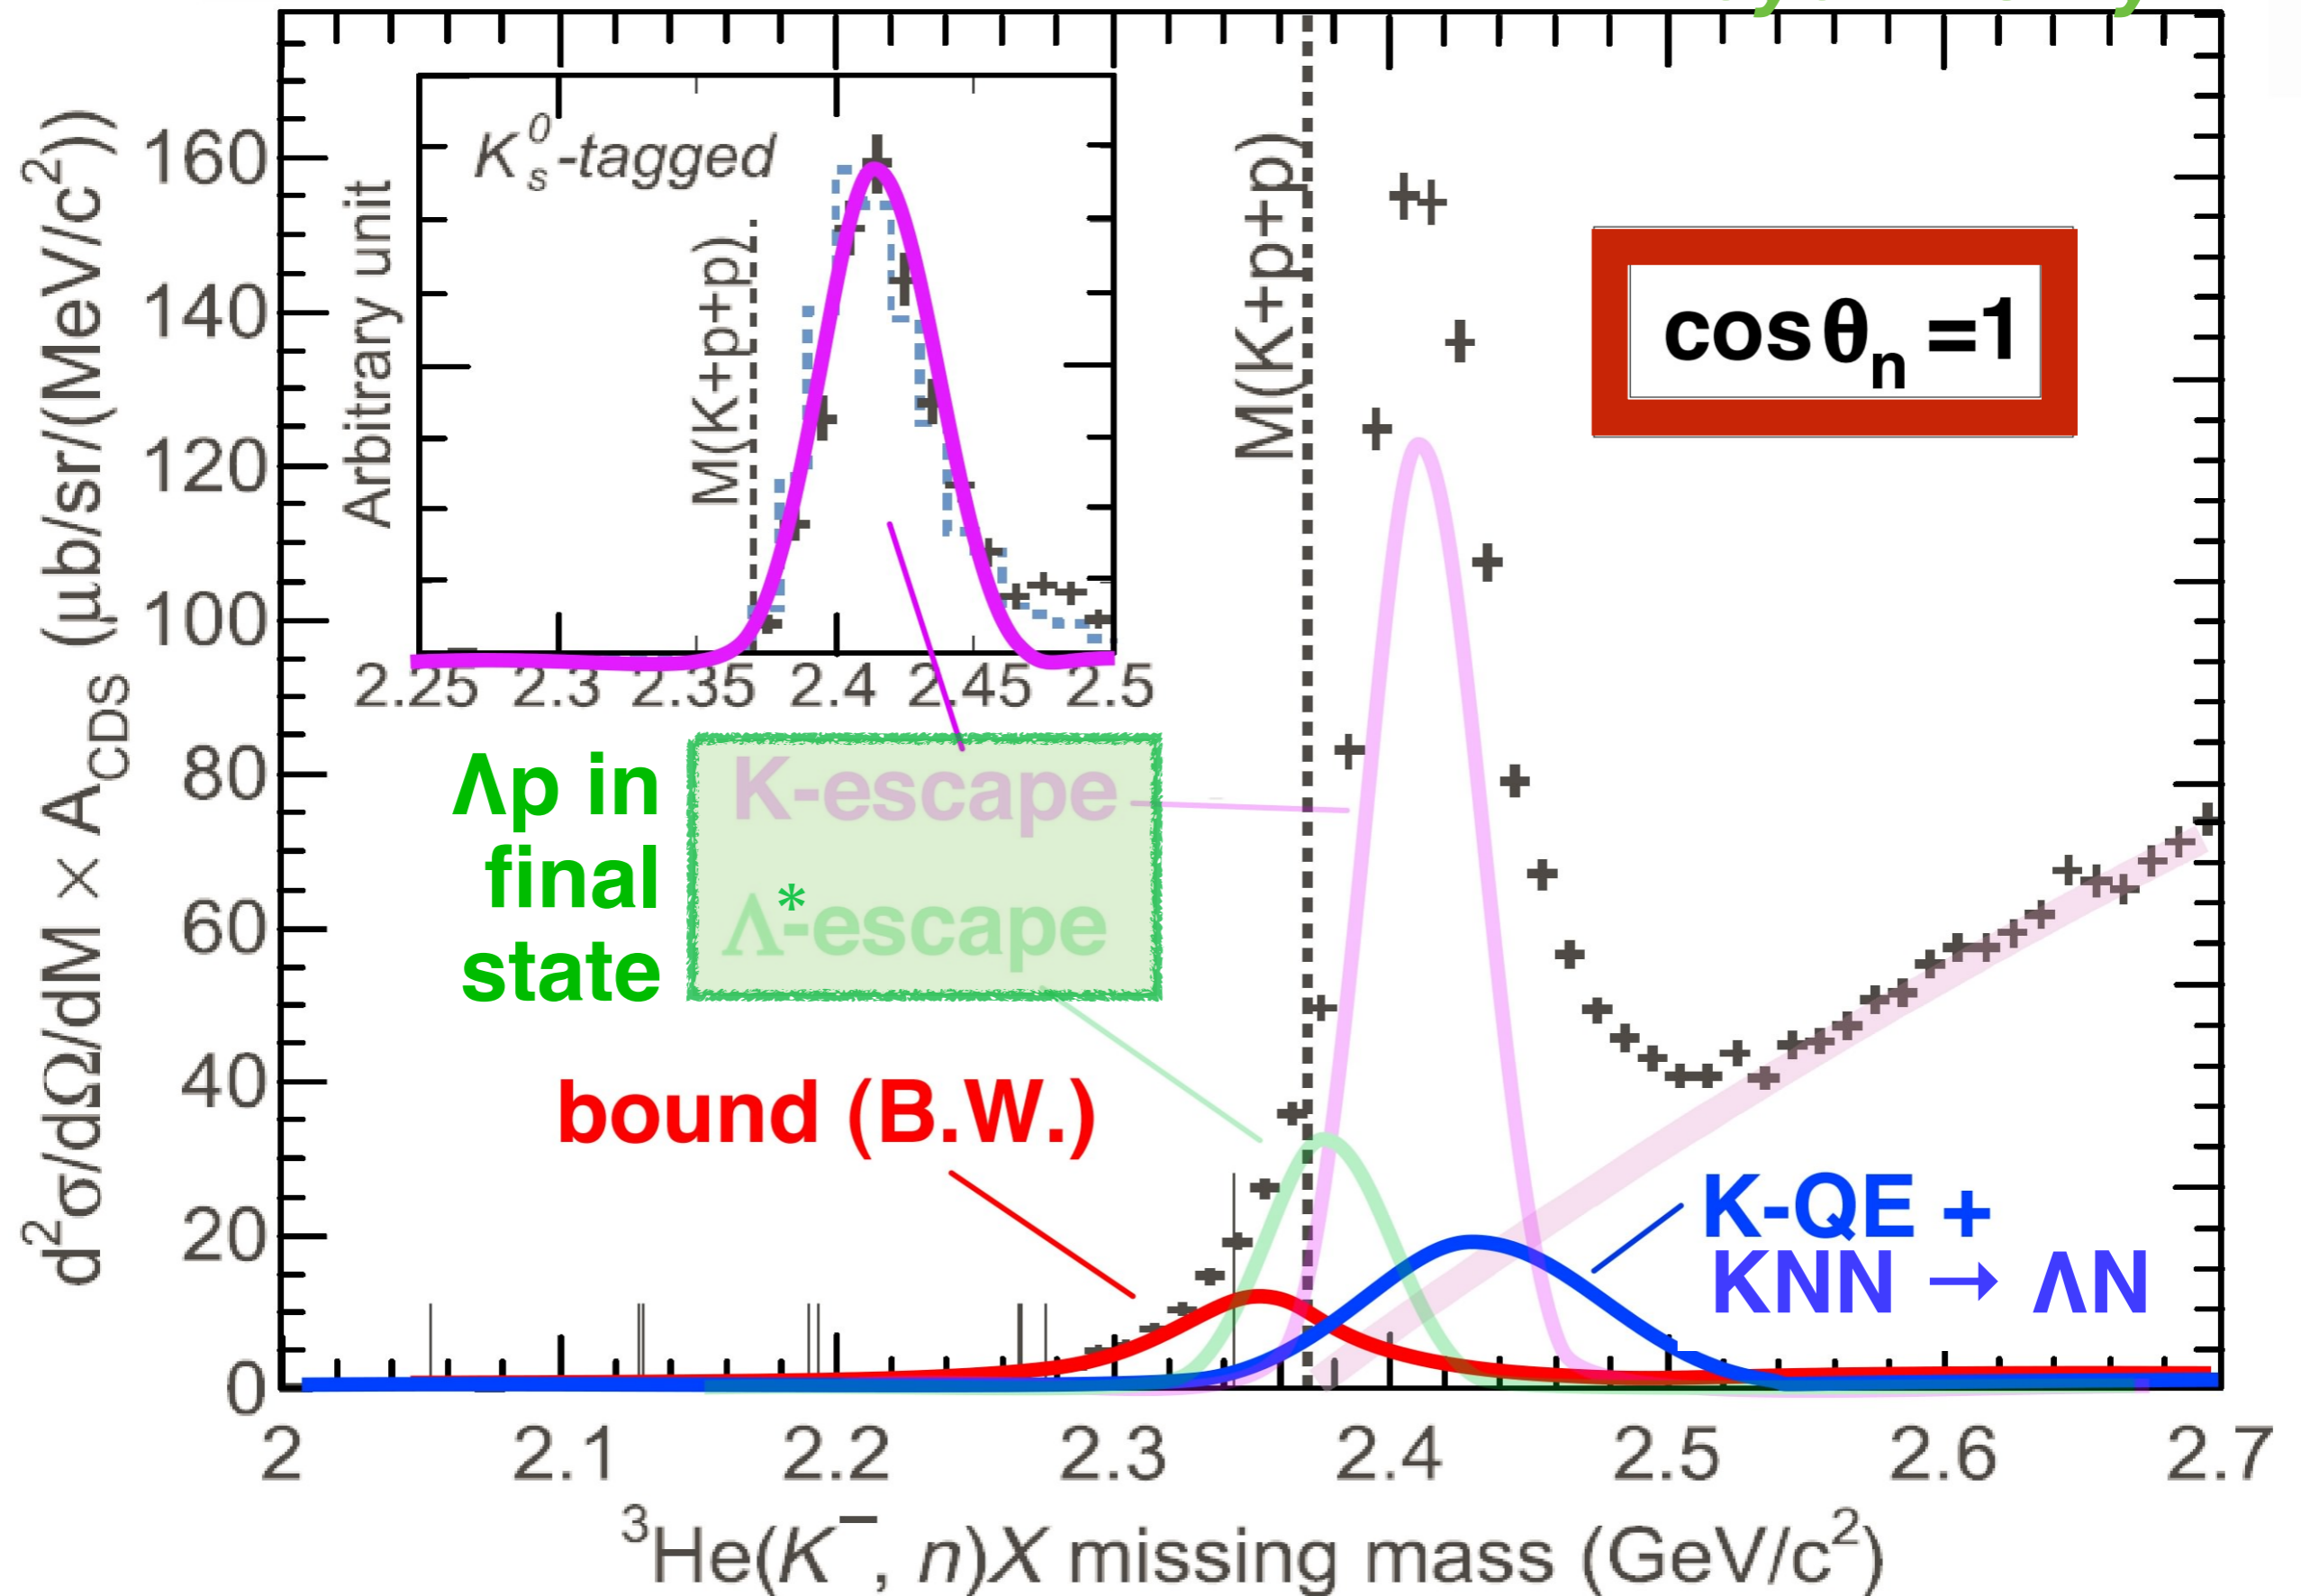 d²σ/dΩ/dM × A_CDS (μb/sr/(MeV/c²))
160
140
120
100
80
60
40
20
0
K⁰ₛ-tagged
Arbitrary unit
M(K+p+p)
2.25 2.3 2.35 2.4 2.45 2.5
M(K+p+p)
cosθₙ =1
Λp in
final
state
K-escape
Λ*-escape
bound (B.W.)
K-QE +
KNN → ΛN
2 2.1 2.2 2.3 2.4 2.5 2.6 2.7
³He(K⁻, n)X missing mass (GeV/c²)